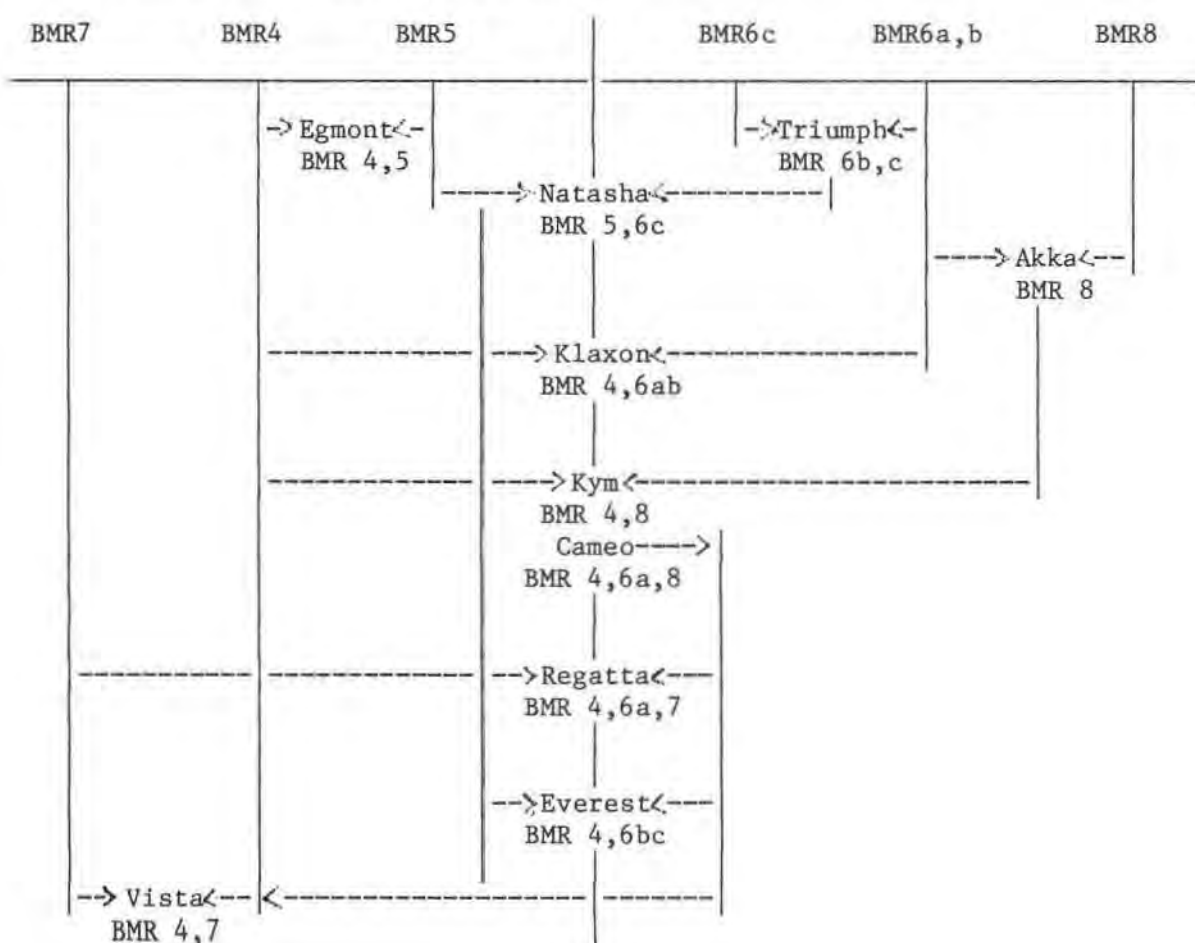 BMR7 BMR4 BMR5 BMR6c BMR6a,b BMR8
Egmont Triumph
BMR 4,5 BMR 6b,c
Natasha
BMR 5,6c
Akka
BMR 8
Klaxon
BMR 4,6ab
Kym
BMR 4,8
Cameo
BMR 4,6a,8
Regatta
BMR 4,6a,7
Everest
BMR 4,6bc
Vista
BMR 4,7